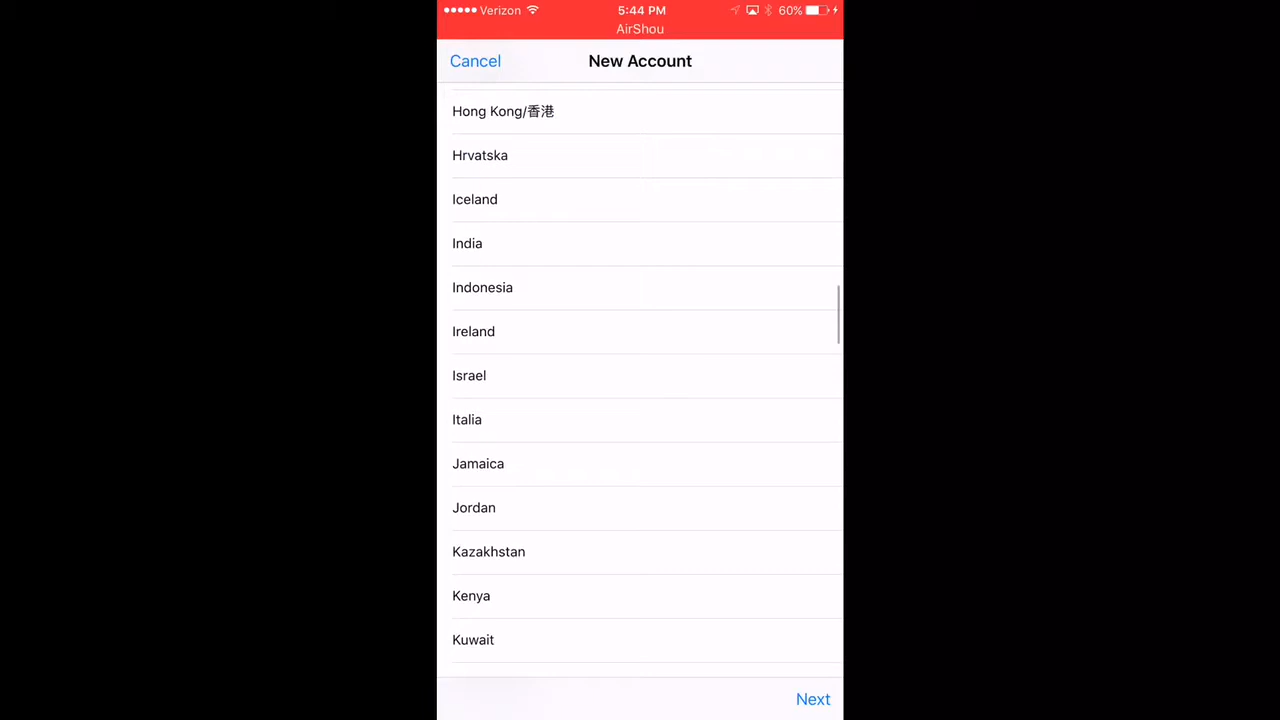 ●●●●● Verizon 5:44 PM 60%
AirShou
Cancel New Account
Hong Kong/香港
Hrvatska
Iceland
India
Indonesia
Ireland
Israel
Italia
Jamaica
Jordan
Kazakhstan
Kenya
Kuwait
Next